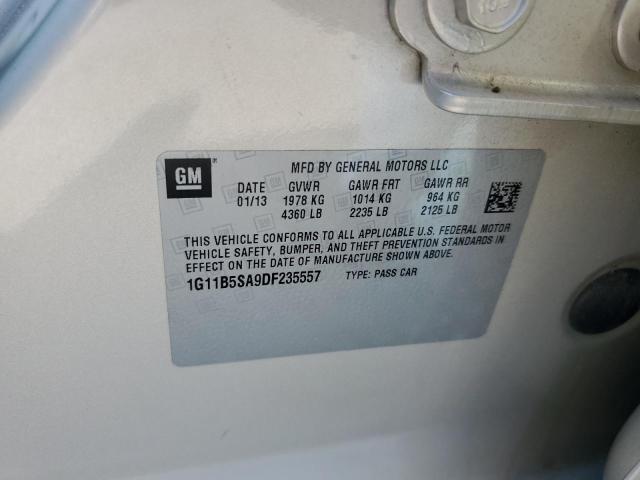 GM
MFD BY GENERAL MOTORS LLC
DATE GVWR GAWR FRT GAWR RR
01/13 1978 KG 1014 KG 964 KG
4360 LB 2235 LB 2125 LB
THIS VEHICLE CONFORMS TO ALL APPLICABLE U.S. FEDERAL MOTOR
VEHICLE SAFETY, BUMPER, AND THEFT PREVENTION STANDARDS IN
EFFECT ON THE DATE OF MANUFACTURE SHOWN ABOVE.
1G11B5SA9DF235557 TYPE: PASS CAR